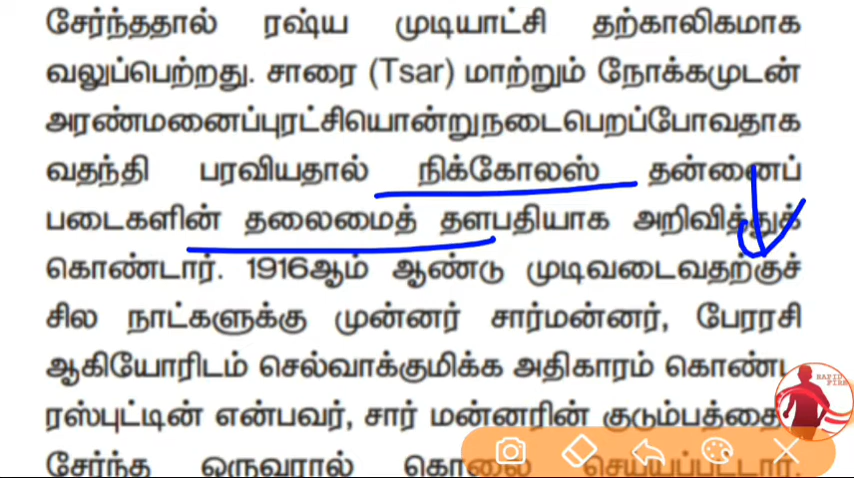 சேர்ந்ததால் ரஷ்ய முடியாட்சி தற்காலிகமாக
வலுப்பெற்றது. சாரை (Tsar) மாற்றும் நோக்கமுடன்
அரண்மனைப்புரட்சியொன்றுநடைபெறப்போவதாக
வதந்தி பரவியதால் நிக்கோலஸ் தன்னைப்
படைகளின் தலைமைத் தளபதியாக அறிவித்துக்
கொண்டார். 1916ஆம் ஆண்டு முடிவடைவதற்குச்
சில நாட்களுக்கு முன்னர் சார்மன்னர், பேரரசி
ஆகியோரிடம் செல்வாக்குமிக்க அதிகாரம் கொண்ட
ரஸ்புட்டின் என்பவர், சார் மன்னரின் குடும்பத்தை
சேர்ந்த ஒருவரால் கொலை செய்யப்பட்டார்.
RAPID
FIRE